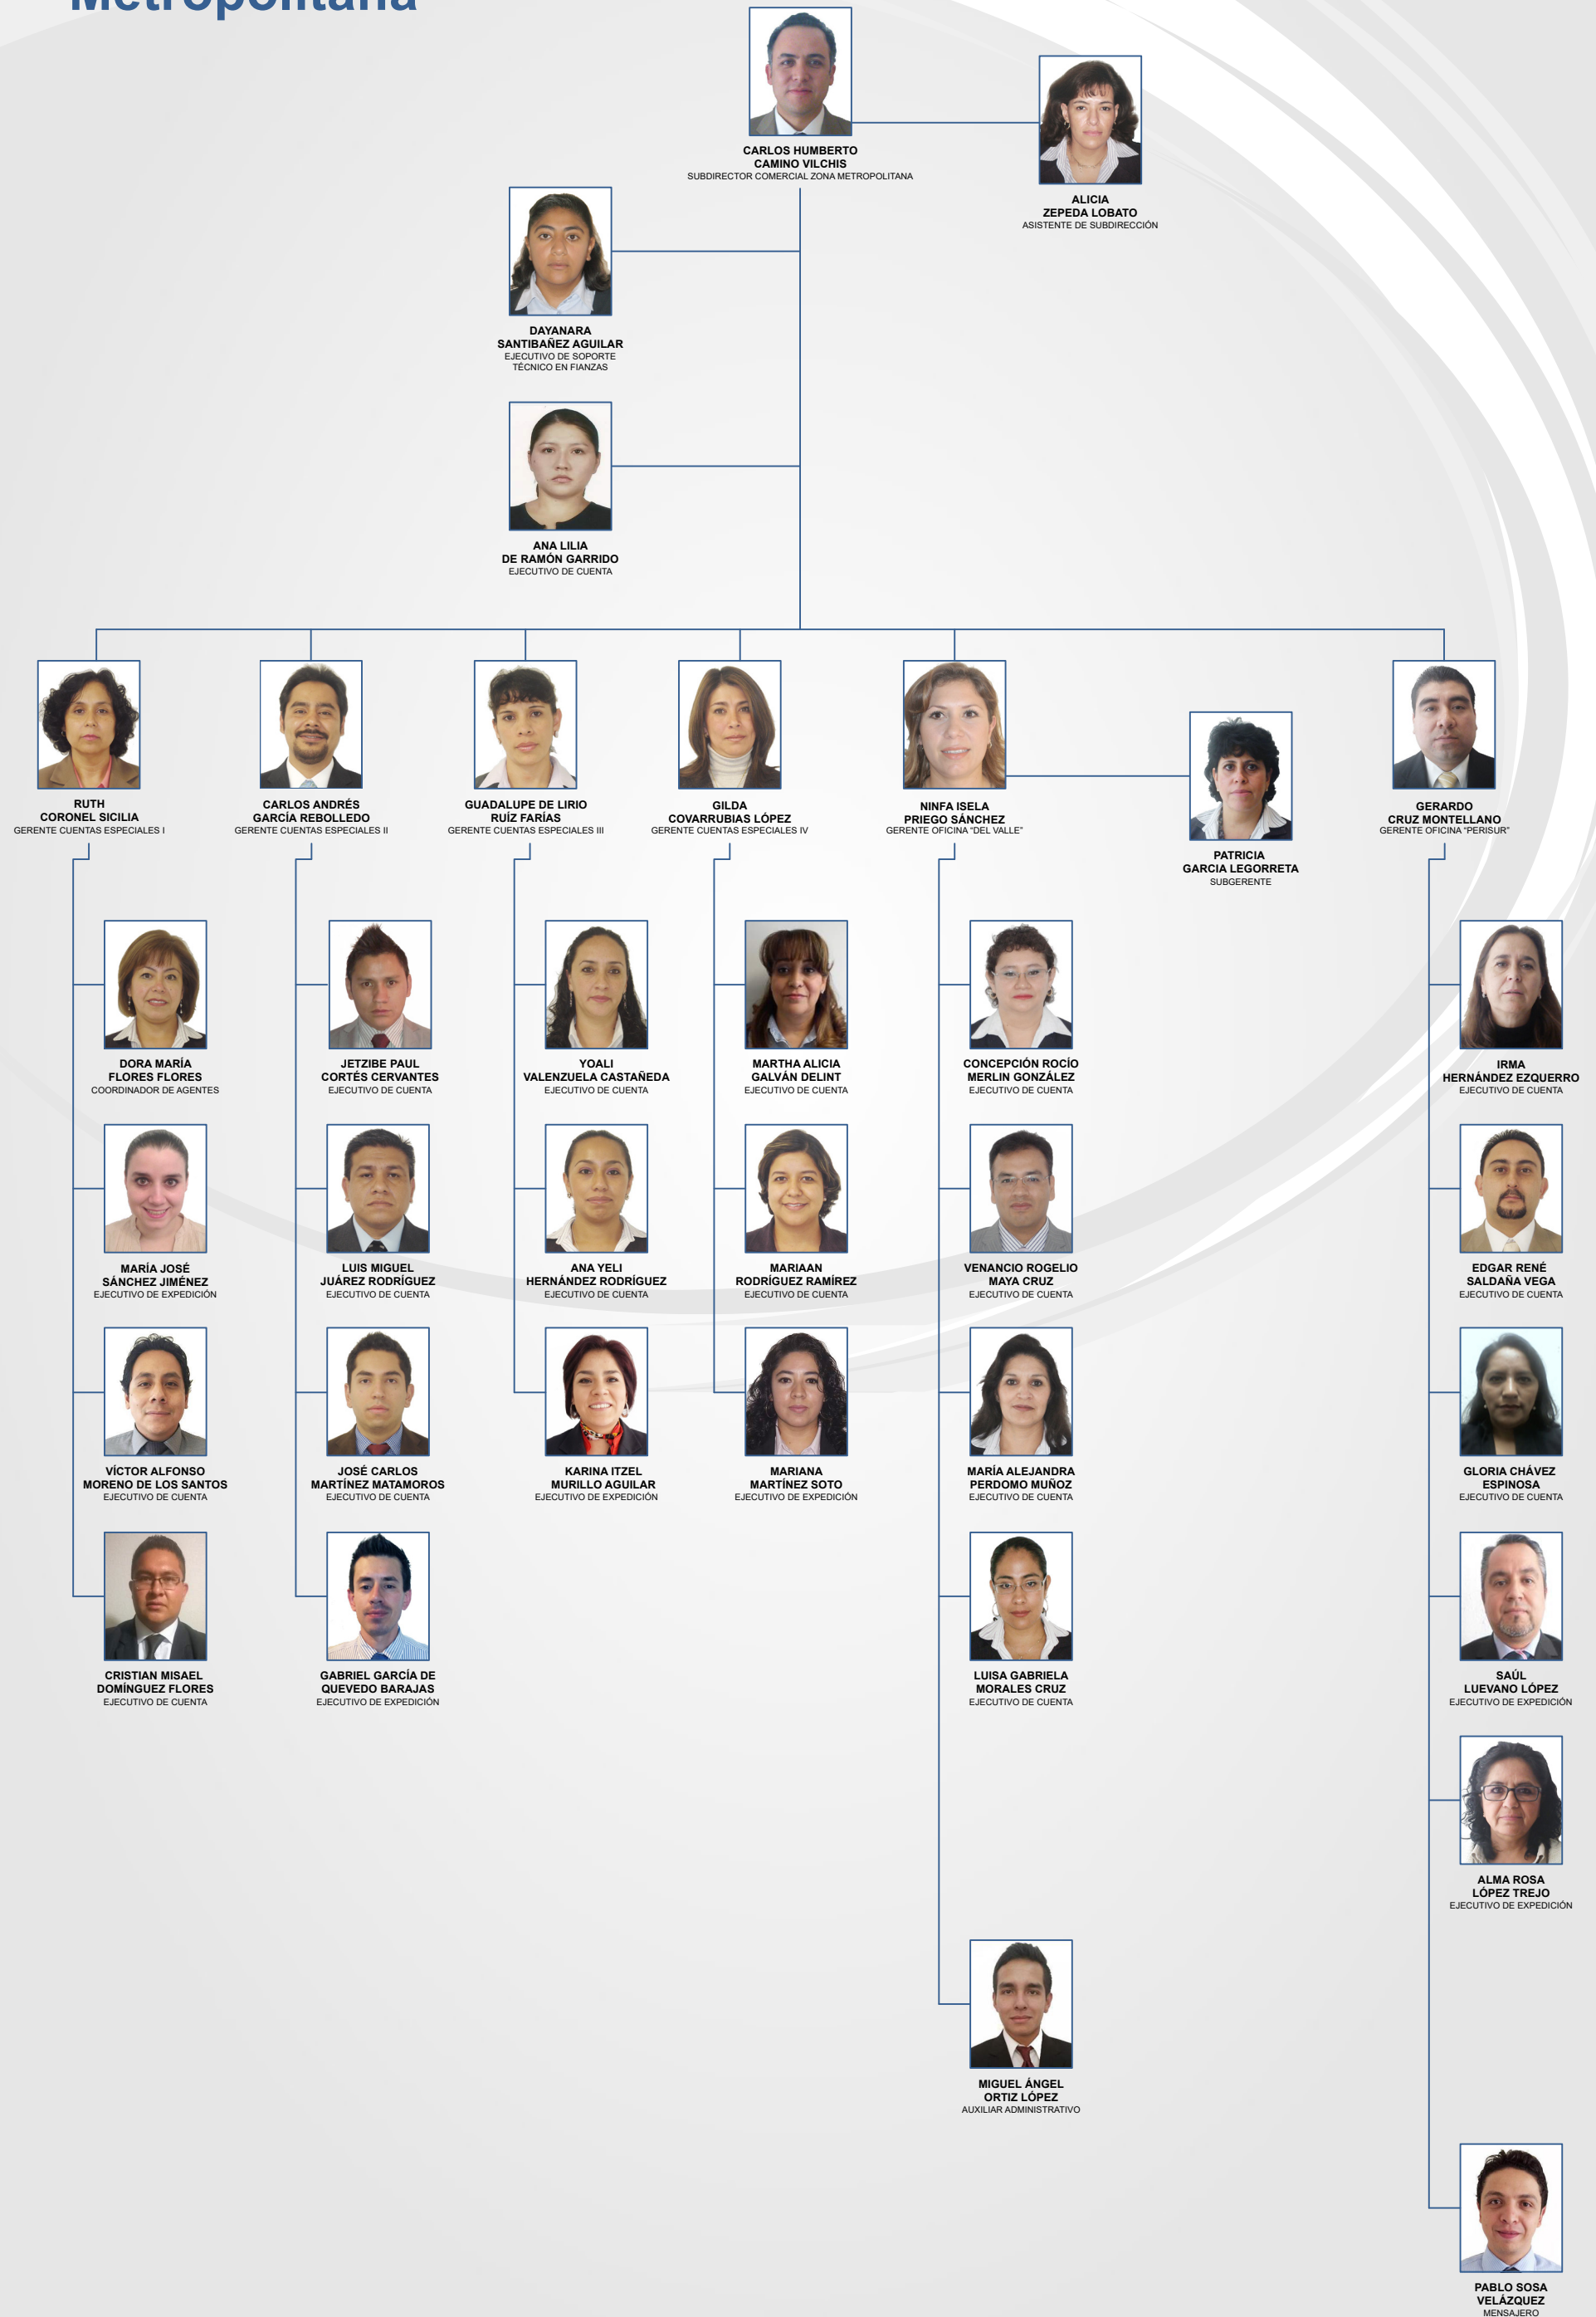 Metropolitana
CARLOS HUMBERTO
CAMINO VILCHIS
SUBDIRECTOR COMERCIAL ZONA METROPOLITANA
ALICIA
ZEPEDA LOBATO
ASISTENTE DE SUBDIRECCIÓN
DAYANARA
SANTIBAÑEZ AGUILAR
EJECUTIVO DE SOPORTE
TÉCNICO EN FIANZAS
ANA LILIA
DE RAMÓN GARRIDO
EJECUTIVO DE CUENTA
RUTH
CORONEL SICILIA
GERENTE CUENTAS ESPECIALES I
CARLOS ANDRÉS
GARCÍA REBOLLEDO
GERENTE CUENTAS ESPECIALES II
GUADALUPE DE LIRIO
RUÍZ FARÍAS
GERENTE CUENTAS ESPECIALES III
GILDA
COVARRUBIAS LÓPEZ
GERENTE CUENTAS ESPECIALES IV
NINFA ISELA
PRIEGO SÁNCHEZ
GERENTE OFICINA “DEL VALLE”
PATRICIA
GARCIA LEGORRETA
SUBGERENTE
GERARDO
CRUZ MONTELLANO
GERENTE OFICINA “PERISUR”
DORA MARÍA
FLORES FLORES
COORDINADOR DE AGENTES
JETZIBE PAUL
CORTÉS CERVANTES
EJECUTIVO DE CUENTA
YOALI
VALENZUELA CASTAÑEDA
EJECUTIVO DE CUENTA
MARTHA ALICIA
GALVÁN DELINT
EJECUTIVO DE CUENTA
CONCEPCIÓN ROCÍO
MERLIN GONZÁLEZ
EJECUTIVO DE CUENTA
IRMA
HERNÁNDEZ EZQUERRO
EJECUTIVO DE CUENTA
MARÍA JOSÉ
SÁNCHEZ JIMÉNEZ
EJECUTIVO DE EXPEDICIÓN
LUIS MIGUEL
JUÁREZ RODRÍGUEZ
EJECUTIVO DE CUENTA
ANA YELI
HERNÁNDEZ RODRÍGUEZ
EJECUTIVO DE CUENTA
MARIAAN
RODRÍGUEZ RAMÍREZ
EJECUTIVO DE CUENTA
VENANCIO ROGELIO
MAYA CRUZ
EJECUTIVO DE CUENTA
EDGAR RENÉ
SALDAÑA VEGA
EJECUTIVO DE CUENTA
VÍCTOR ALFONSO
MORENO DE LOS SANTOS
EJECUTIVO DE CUENTA
JOSÉ CARLOS
MARTÍNEZ MATAMOROS
EJECUTIVO DE CUENTA
KARINA ITZEL
MURILLO AGUILAR
EJECUTIVO DE EXPEDICIÓN
MARIANA
MARTÍNEZ SOTO
EJECUTIVO DE EXPEDICIÓN
MARÍA ALEJANDRA
PERDOMO MUÑOZ
EJECUTIVO DE CUENTA
GLORIA CHÁVEZ
ESPINOSA
EJECUTIVO DE CUENTA
CRISTIAN MISAEL
DOMÍNGUEZ FLORES
EJECUTIVO DE CUENTA
GABRIEL GARCÍA DE
QUEVEDO BARAJAS
EJECUTIVO DE EXPEDICIÓN
LUISA GABRIELA
MORALES CRUZ
EJECUTIVO DE CUENTA
SAÚL
LUEVANO LÓPEZ
EJECUTIVO DE EXPEDICIÓN
ALMA ROSA
LÓPEZ TREJO
EJECUTIVO DE EXPEDICIÓN
MIGUEL ÁNGEL
ORTIZ LÓPEZ
AUXILIAR ADMINISTRATIVO
PABLO SOSA
VELÁZQUEZ
MENSAJERO